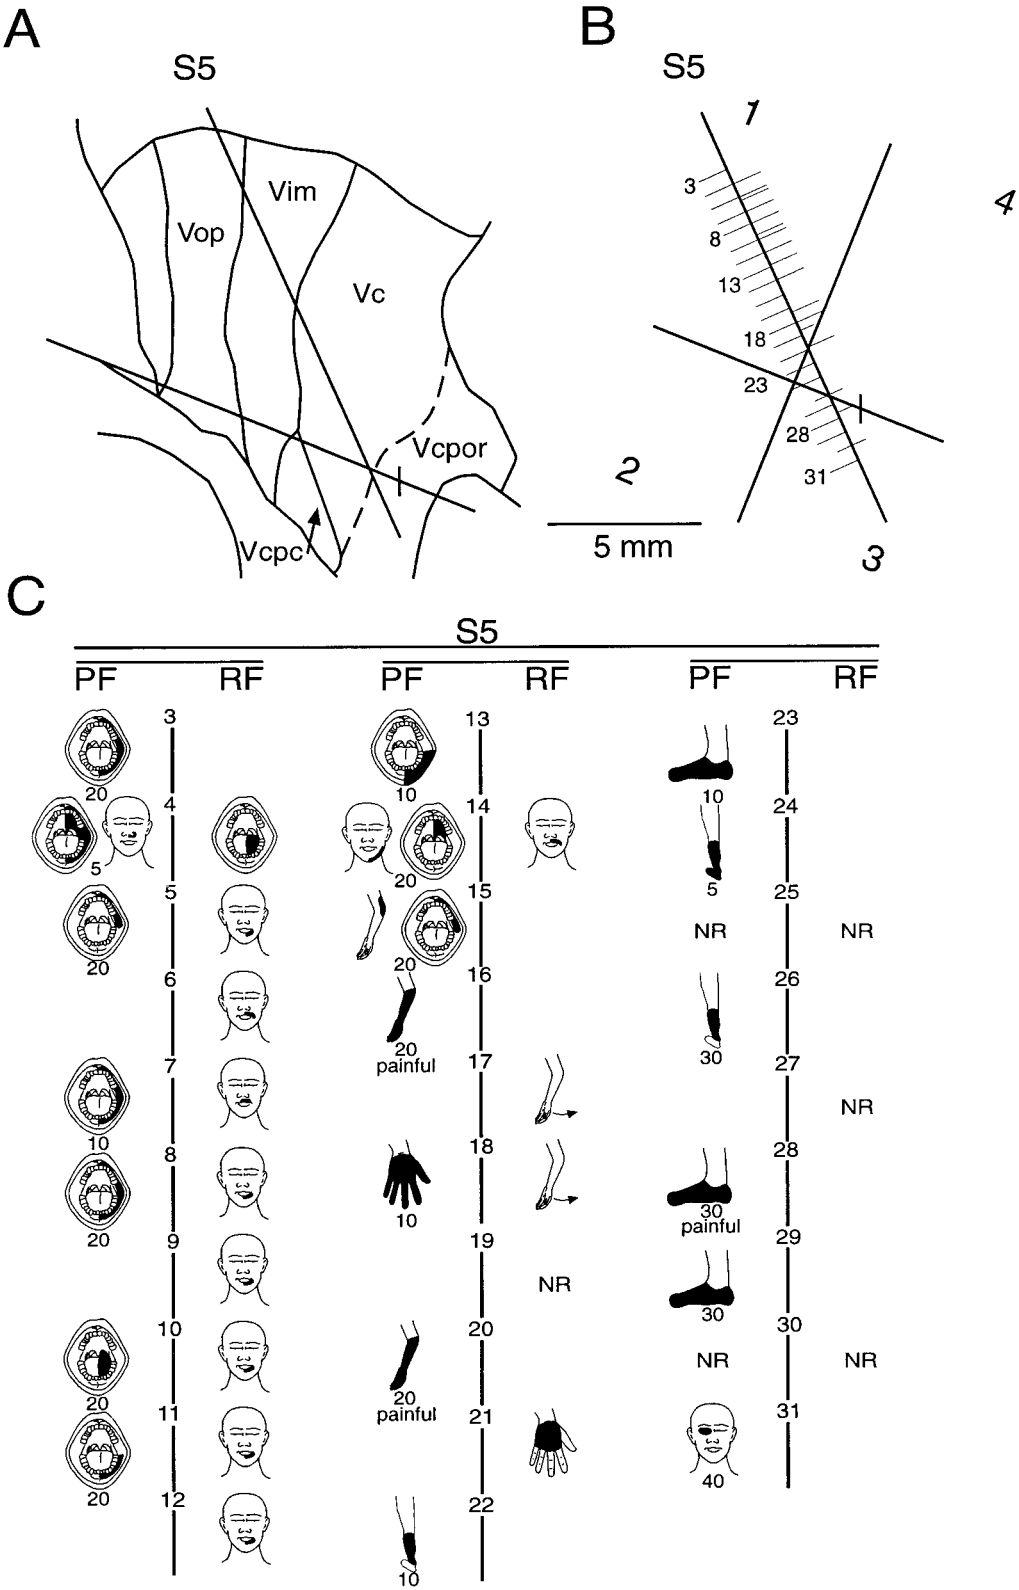 A
B
S5
S5
1
4
Vim
Vop
Vc
3
8
13
18
23
28
31
Vcpor
Vcpc
2
5 mm
3
C
S5
PF RF PF RF PF RF
3 13 23
20 10 10
4 14 24
5 20 5
5 15 25
NR NR
20 20
6 16 26
20 30
painful
7 17 27
NR
10
8 18 28
20 10 30
painful
9 19 29
NR
30
10 20 30
NR NR
20 20
painful
11 21 31
20 40
12 22
10